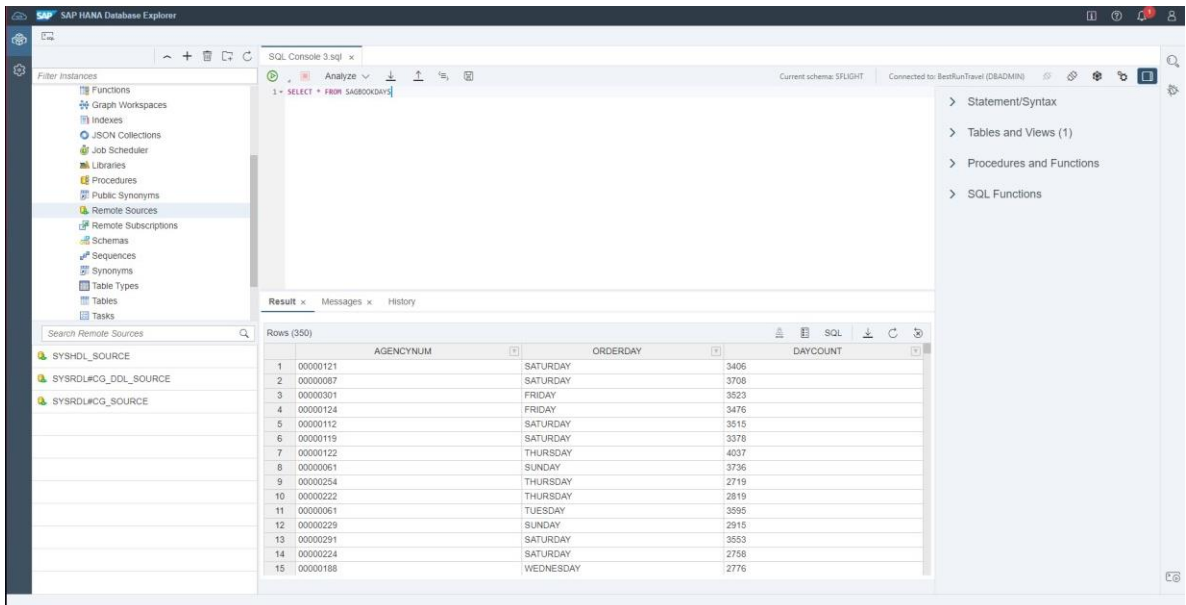 SAP SAP HANA Database Explorer
SQL Console 3.sql
Filter Instances
Analyze
Current schema: SFLIGHT
Connected to: BestRunTravel (DBADMIN)
1 SELECT * FROM SAGBOOKDAYS
Functions
Graph Workspaces
Indexes
JSON Collections
Job Scheduler
Libraries
Procedures
Public Synonyms
Remote Sources
Remote Subscriptions
Schemas
Sequences
Synonyms
Table Types
Tables
Tasks
Search Remote Sources
SYSHDL_SOURCE
SYSRDL#CG_DDL_SOURCE
SYSRDL#CG_SOURCE
Statement/Syntax
Tables and Views (1)
Procedures and Functions
SQL Functions
Result Messages History
Rows (350)
SQL
AGENCYNUM ORDERDAY DAYCOUNT
1 00000121 SATURDAY 3406
2 00000087 SATURDAY 3708
3 00000301 FRIDAY 3523
4 00000124 FRIDAY 3476
5 00000112 SATURDAY 3515
6 00000119 SATURDAY 3378
7 00000122 THURSDAY 4037
8 00000061 SUNDAY 3736
9 00000254 THURSDAY 2719
10 00000222 THURSDAY 2819
11 00000061 TUESDAY 3595
12 00000229 SUNDAY 2915
13 00000291 SATURDAY 3553
14 00000224 SATURDAY 2758
15 00000188 WEDNESDAY 2776